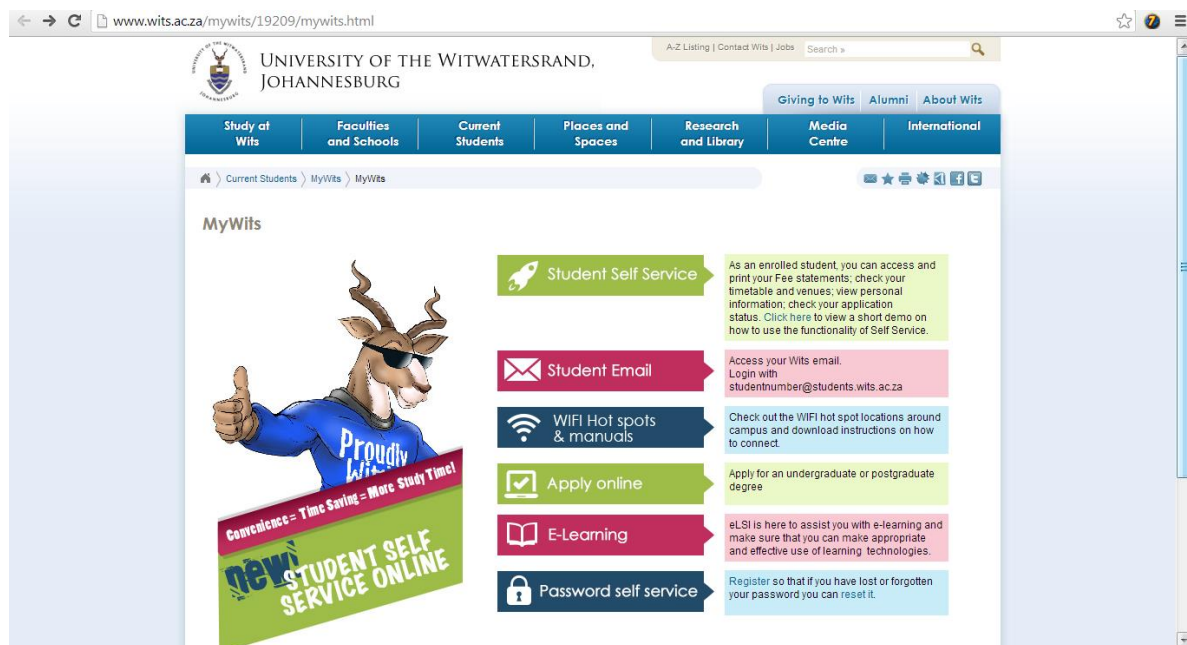 www.wits.ac.za/mywits/19209/mywits.html
UNIVERSITY OF THE WITWATERSRAND,
JOHANNESBURG
A-Z Listing | Contact Wits | Jobs Search »
Giving to Wits Alumni About Wits
Study at
Wits
Faculties
and Schools
Current
Students
Places and
Spaces
Research
and Library
Media
Centre
International
Current Students MyWits MyWits
MyWits
Student Self Service
As an enrolled student, you can access and
print your Fee statements; check your
timetable and venues; view personal
information; check your application
status. Click here to view a short demo on
how to use the functionality of Self Service.
Student Email
Access your Wits email.
Login with
studentnumber@students.wits.ac.za
WIFI Hot spots
& manuals
Check out the WIFI hot spot locations around
campus and download instructions on how
to connect.
Apply online
Apply for an undergraduate or postgraduate
degree
E-Learning
eLSI is here to assist you with e-learning and
make sure that you can make appropriate
and effective use of learning technologies.
Password self service
Register so that if you have lost or forgotten
your password you can reset it.
Proudly
Convenience = Time Saving = More Study Time!
new!
STUDENT SELF
SERVICE ONLINE